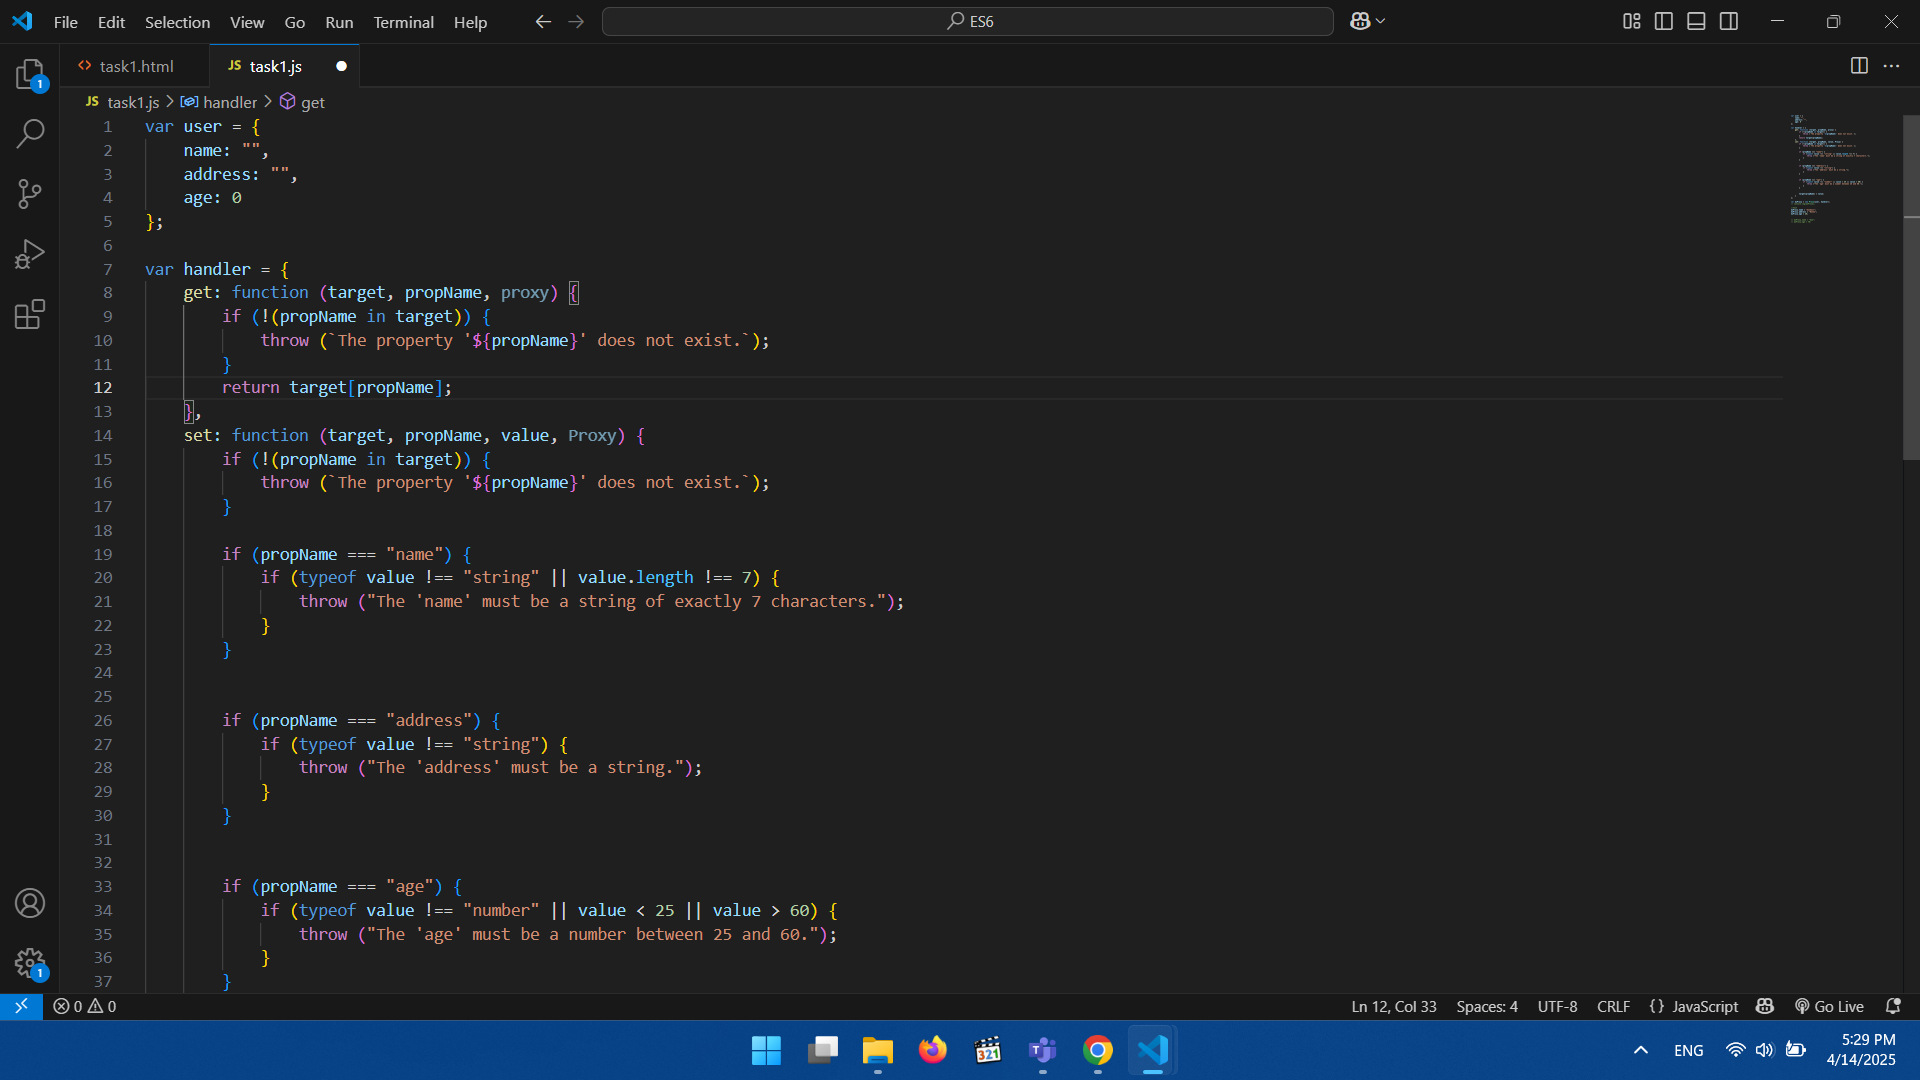 File Edit Selection View Go Run Terminal Help ES6
1
task1.html JS task1.js
JS task1.js handler get
1 var user = {
2 name: "",
3 address: "",
4 age: 0
5 };
6
7 var handler = {
8 get: function (target, propName, proxy) {
9 if (!(propName in target)) {
10 throw (`The property '${propName}' does not exist.`);
11 }
12 return target[propName];
13 },
14 set: function (target, propName, value, Proxy) {
15 if (!(propName in target)) {
16 throw (`The property '${propName}' does not exist.`);
17 }
18
19 if (propName === "name") {
20 if (typeof value !== "string" || value.length !== 7) {
21 throw ("The 'name' must be a string of exactly 7 characters.");
22 }
23 }
24
25
26 if (propName === "address") {
27 if (typeof value !== "string") {
28 throw ("The 'address' must be a string.");
29 }
30 }
31
32
33 if (propName === "age") {
34 if (typeof value !== "number" || value < 25 || value > 60) {
35 throw ("The 'age' must be a number between 25 and 60.");
36 }
37 }
1
0 0 Ln 12, Col 33 Spaces: 4 UTF-8 CRLF {} JavaScript Go Live
321 ENG 5:29 PM
4/14/2025